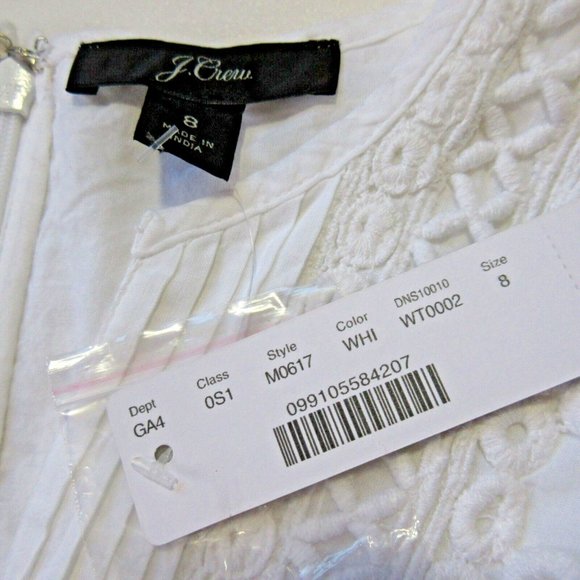 J.Crew
8
MADE IN
INDIA
Dept
GA4
Class
0S1
Style
M0617
Color
WHI
DNS10010
WT0002
Size
8
099105584207